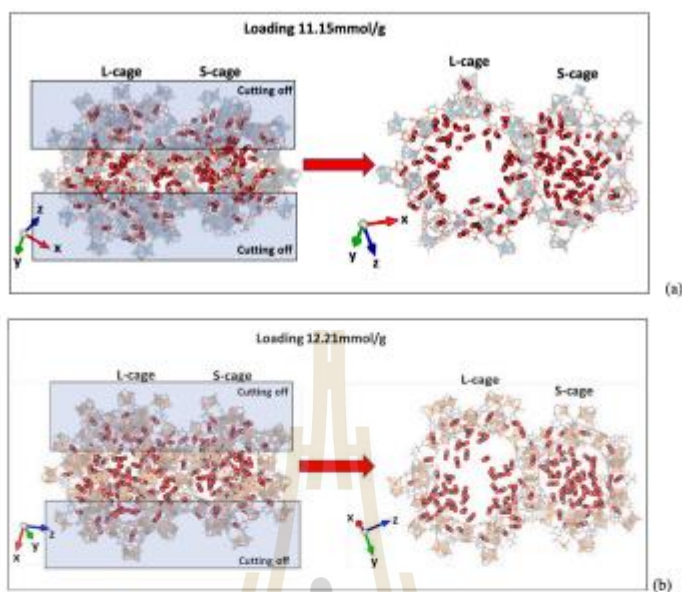 Loading 11.15mmol/g
L-cage S-cage
Cutting off
L-cage S-cage
Cutting off
z
x
y
x
y
z
(a)
Loading 12.21mmol/g
L-cage S-cage
Cutting off
L-cage S-cage
Cutting off
z
y
x
x
z
y
(b)